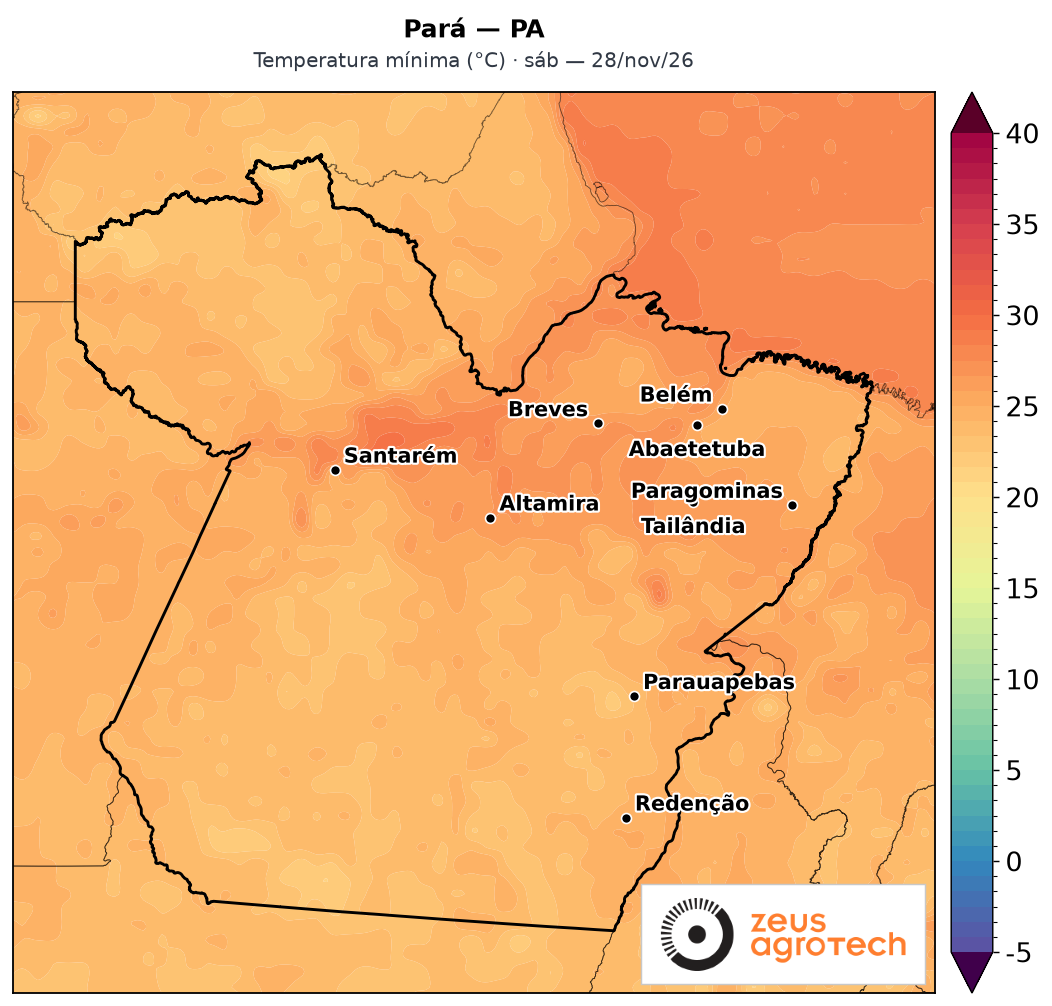 Pará — PA
Temperatura mínima (°C) · sáb — 28/nov/26
40
35
30
25
20
15
10
5
0
-5
Belém
Breves
Abaetetuba
Santarém
Altamira
Paragominas
Tailândia
Parauapebas
Redenção
zeus
agrotech